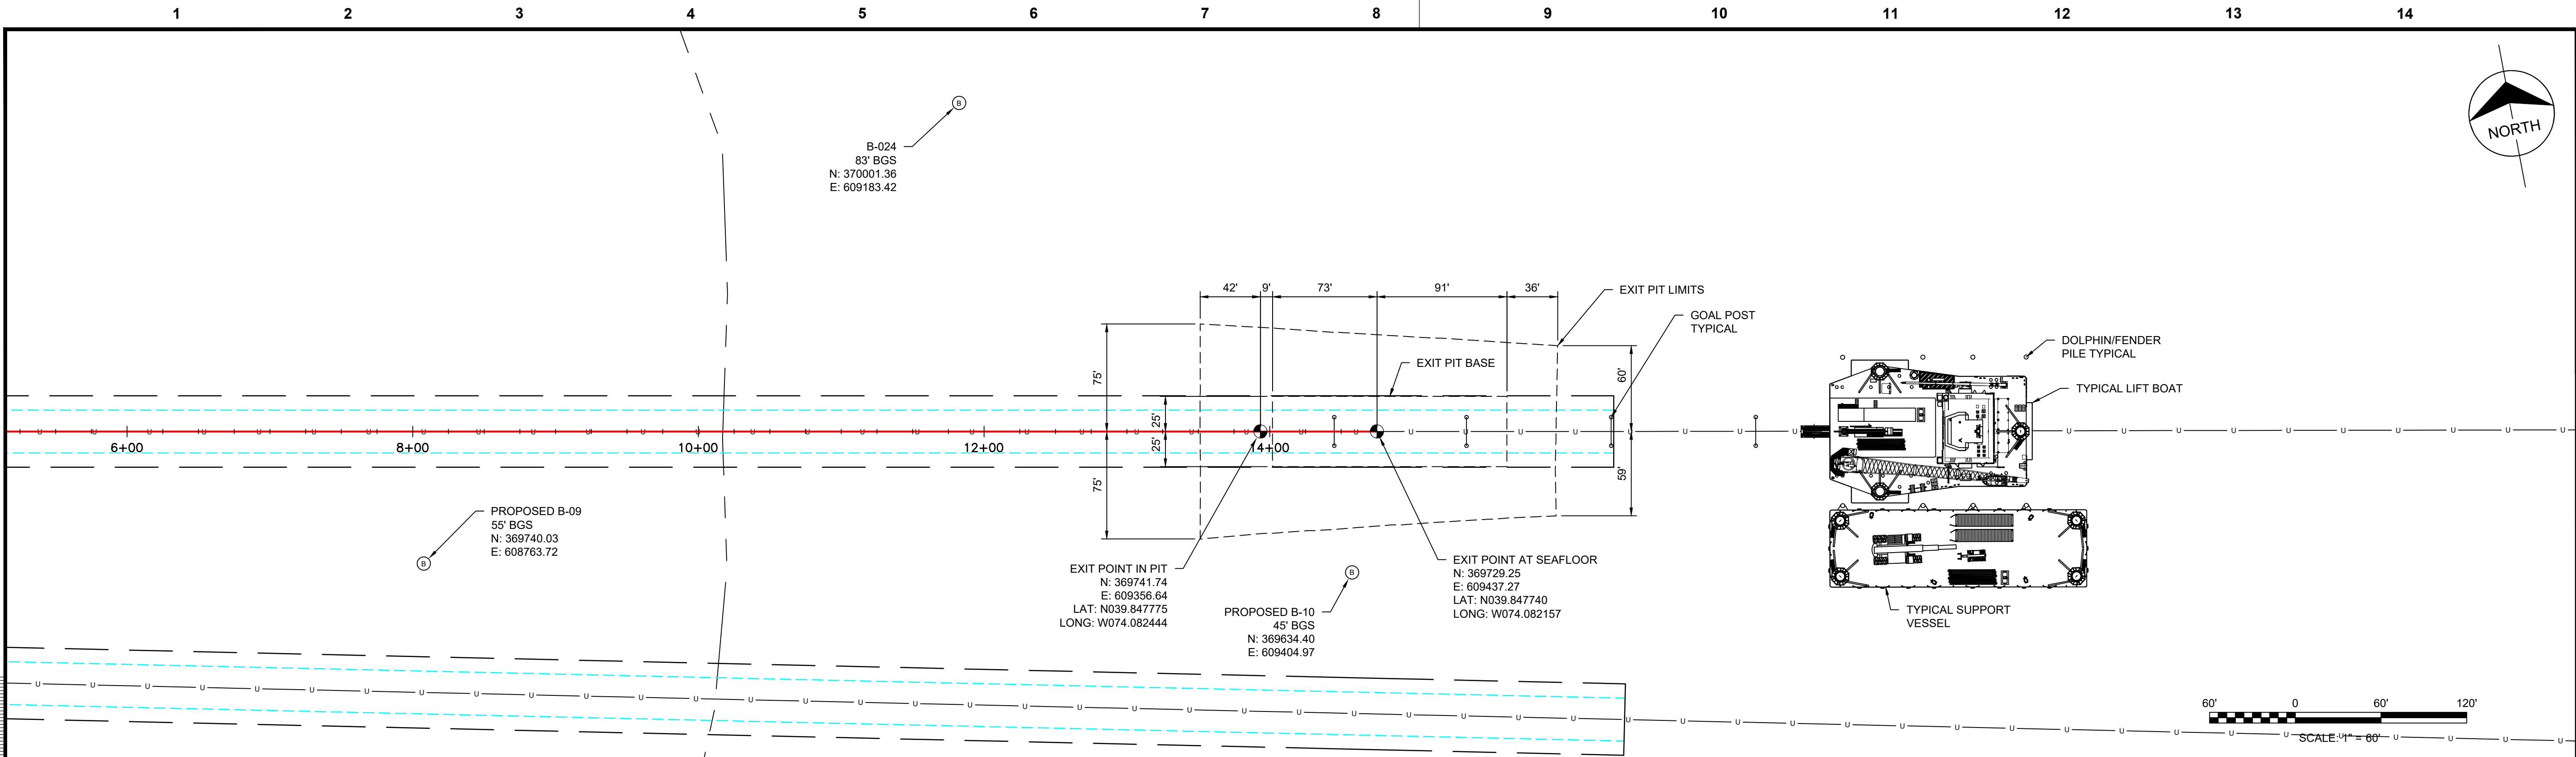 1 2 3 4 5 6 7 8 9 10 11 12 13 14
NORTH
B-024
83' BGS
N: 370001.36
E: 609183.42
42' 9' 73' 91' 36'
EXIT PIT LIMITS
GOAL POST
TYPICAL
EXIT PIT BASE
DOLPHIN/FENDER
PILE TYPICAL
TYPICAL LIFT BOAT
75'
75'
25'
25'
60'
59'
6+00 8+00 10+00 12+00 14+00
PROPOSED B-09
55' BGS
N: 369740.03
E: 608763.72
EXIT POINT IN PIT
N: 369741.74
E: 609356.64
LAT: N039.847775
LONG: W074.082444
PROPOSED B-10
45' BGS
N: 369634.40
E: 609404.97
EXIT POINT AT SEAFLOOR
N: 369729.25
E: 609437.27
LAT: N039.847740
LONG: W074.082157
TYPICAL SUPPORT
VESSEL
60' 0 60' 120'
SCALE: 1" = 60'
B
B
B